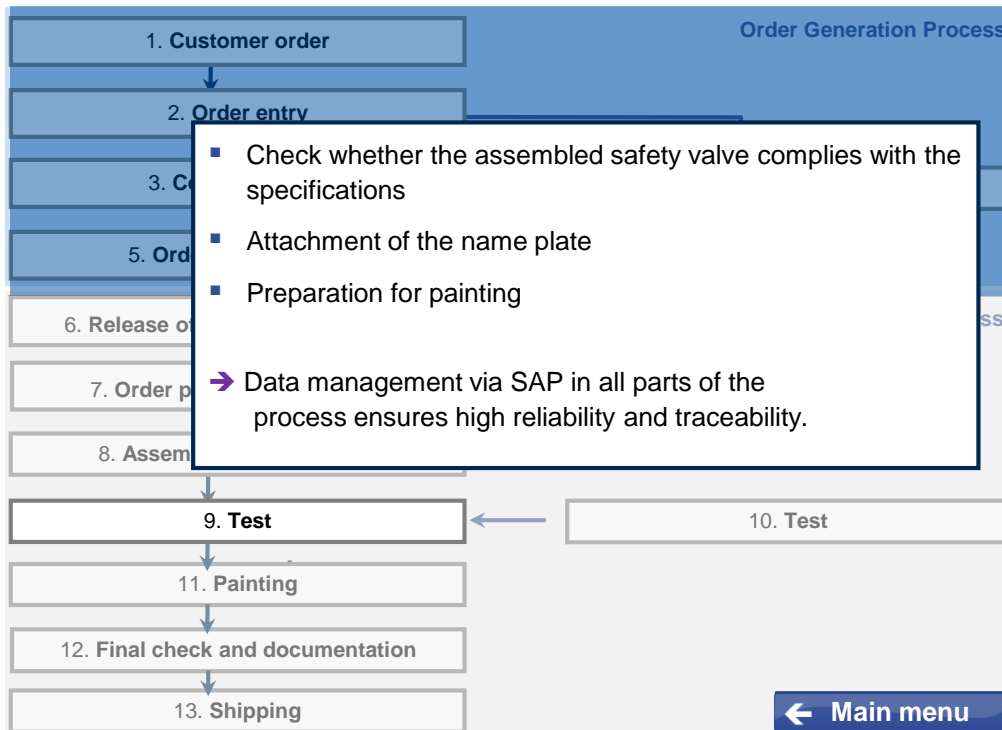 Order Generation Process
1. Customer order
2. Order entry
3. C
5. Ord
▪ Check whether the assembled safety valve complies with the
specifications
▪ Attachment of the name plate
▪ Preparation for painting
➔ Data management via SAP in all parts of the
process ensures high reliability and traceability.
6. Release of
ss
7. Order p
8. Assem
9. Test
10. Test
11. Painting
12. Final check and documentation
13. Shipping
← Main menu